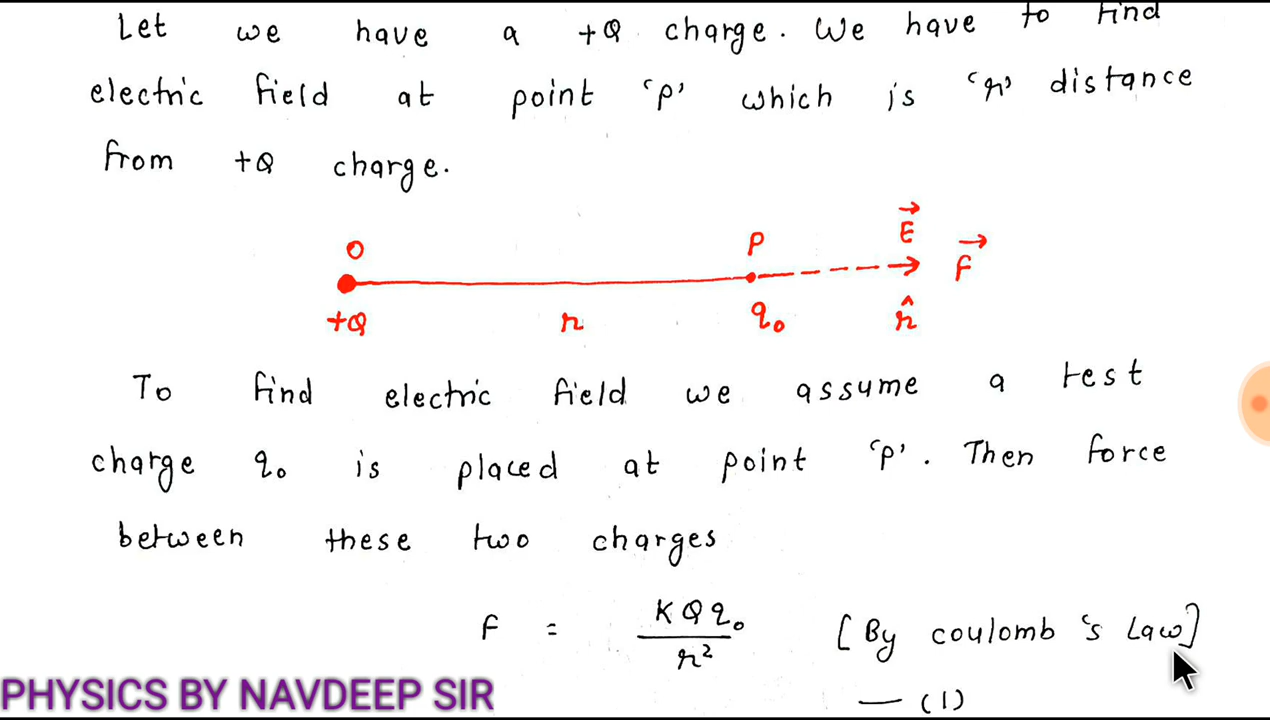 Let we have a +Q charge. We have to find
electric field at point 'P' which is 'r' distance
from +Q charge.
O P E⃗ F⃗
+Q r q₀ r̂
To find electric field we assume a test
charge q₀ is placed at point 'P'. Then force
between these two charges
F = KQq₀/r² [By coulomb's Law]
— (1)
PHYSICS BY NAVDEEP SIR